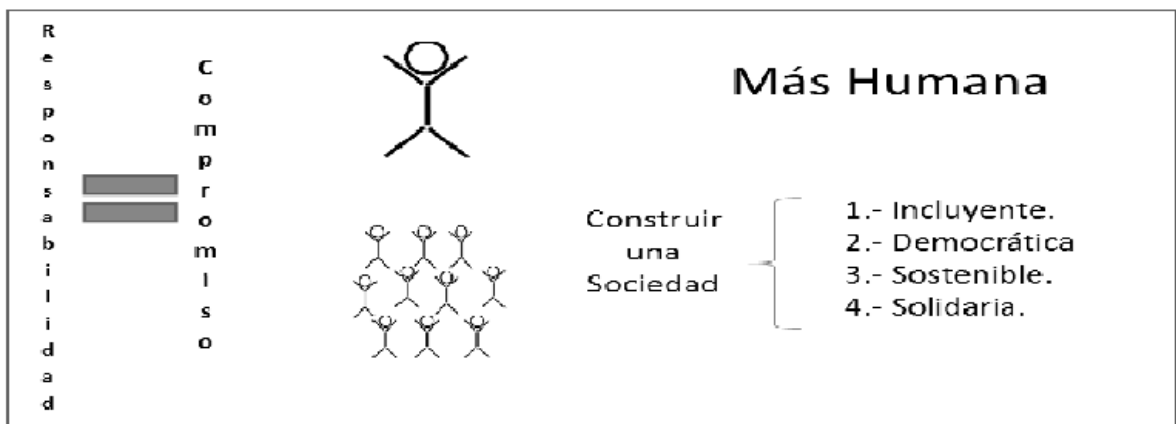 Responsabilidad
Compromiso
Más Humana
Construir
una
Sociedad
1.- Incluyente.
2.- Democrática
3.- Sostenible.
4.- Solidaria.